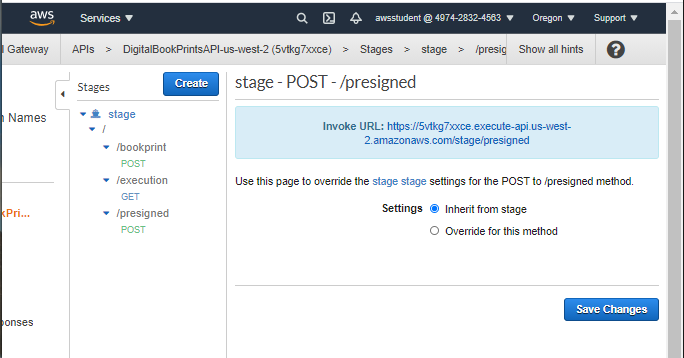 aws Services awsstudent @ 4974-2832-4563 Oregon Support
Gateway APIs > DigitalBookPrintsAPI-us-west-2 (5vtkg7xxce) > Stages > stage > /presig Show all hints ?
Names
xPri...
ponses
Stages Create
stage
/
/bookprint
POST
/execution
GET
/presigned
POST
stage - POST - /presigned
Invoke URL: https://5vtkg7xxce.execute-api.us-west-
2.amazonaws.com/stage/presigned
Use this page to override the stage stage settings for the POST to /presigned method.
Settings Inherit from stage
Override for this method
Save Changes